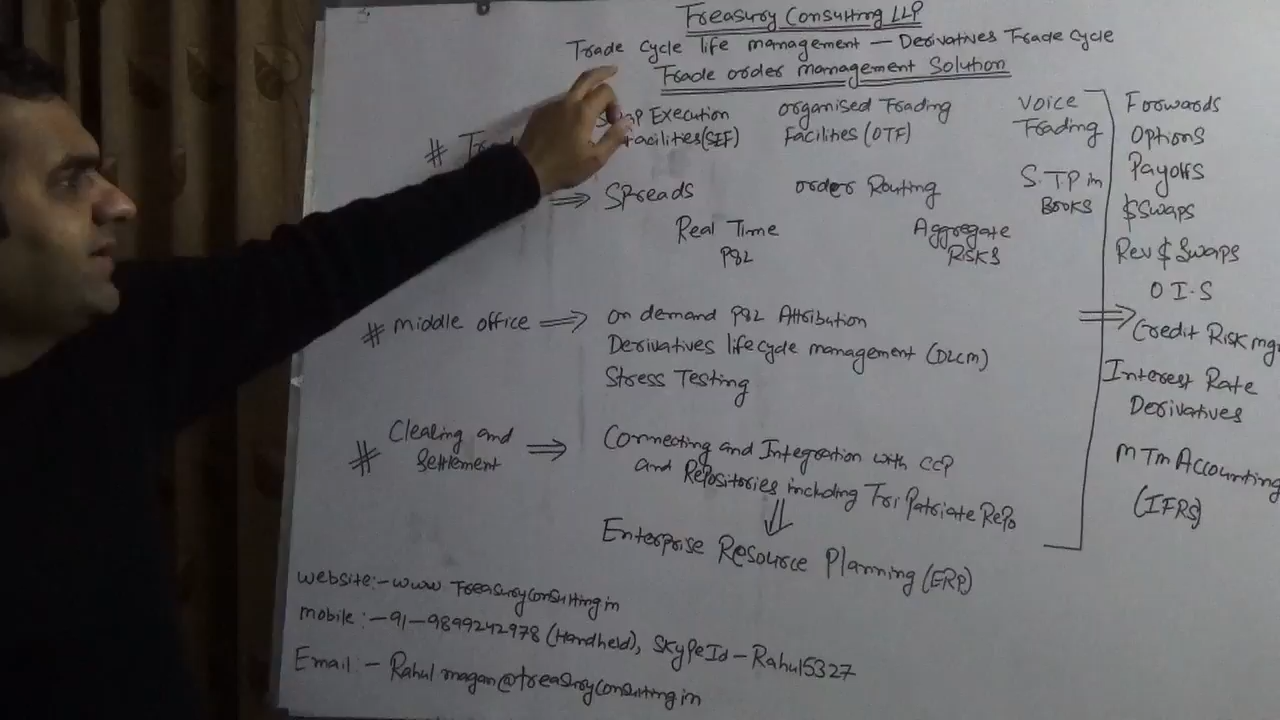 Treasury Consulting LLP
Trade Cycle life management – Derivatives Trade Cycle
Trade order management Solution
Execution
Facilities(SEF)
organised Trading
Facilities (OTF)
VOICE
Trading
#
⇒ Spreads
order Routing
S.TP in
BOOKS
Real Time
P&L
Aggregate
RISKS
# middle office ⇒ on demand P&L Attribution
Derivatives lifecycle management (DLCM)
Stress Testing
# Clearing and
Settlement ⇒
Connecting and Integration with CCP
and Repositories including Tri Patriate Repo
⇓
Enterprise Resource Planning (ERP)
⇒
Forwards
options
Payoffs
$Swaps
Rev $ Swaps
O I.S
Credit Risk mg
Interest Rate
Derivatives
MTM Accounting
(IFRS)
website:- www Treasuryconsulting.in
mobile :- 91-9899242978 (Handheld), SkypeId - Rahul5327
Email :- Rahul magan@treasuryconsulting.in